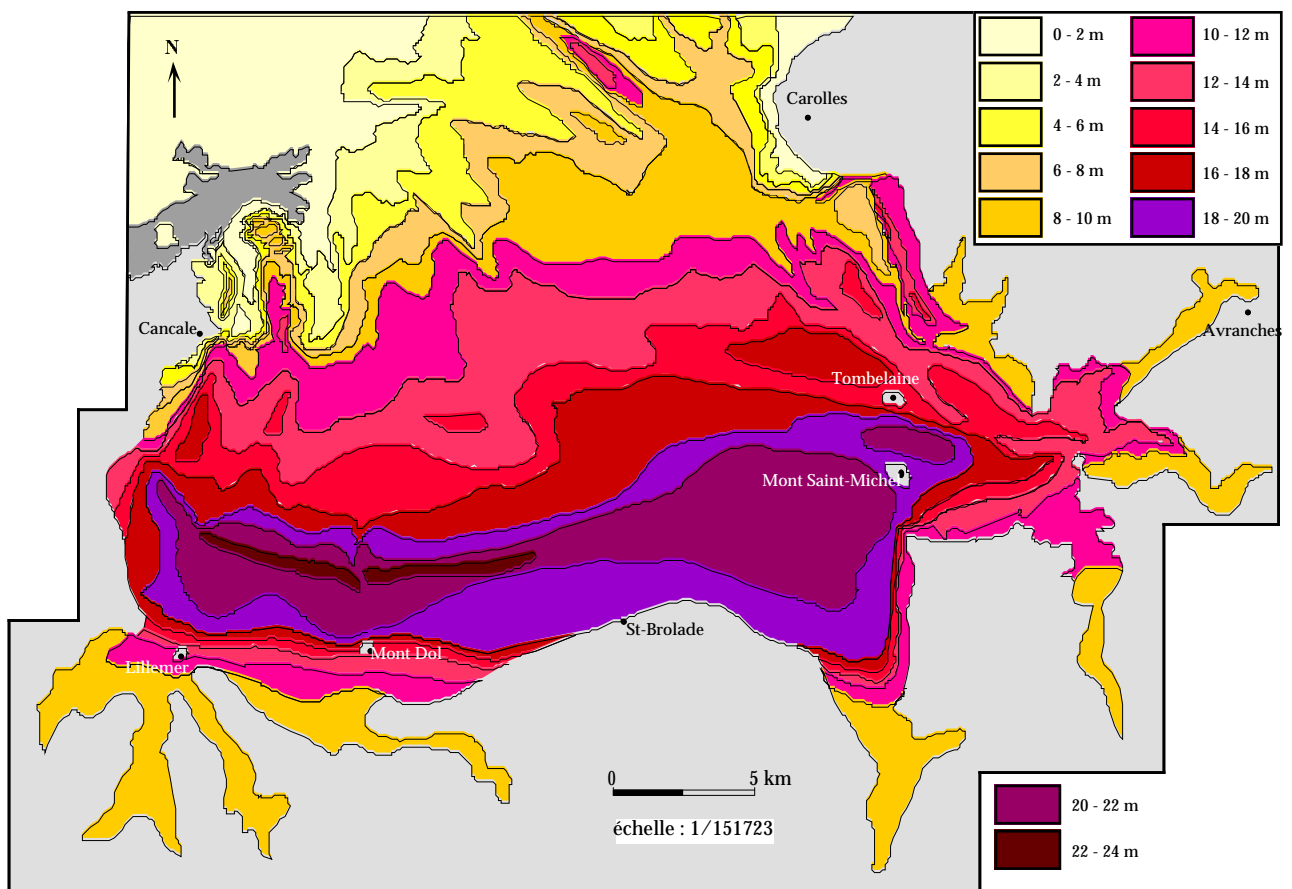 N
0 - 2 m
10 - 12 m
2 - 4 m
12 - 14 m
Carolles
4 - 6 m
14 - 16 m
6 - 8 m
16 - 18 m
8 - 10 m
18 - 20 m
Cancale
Avranches
Tombelaine
Mont Saint-Michel
St-Brolade
Mont Dol
Lillemer
0 5 km
échelle : 1/151723
20 - 22 m
22 - 24 m